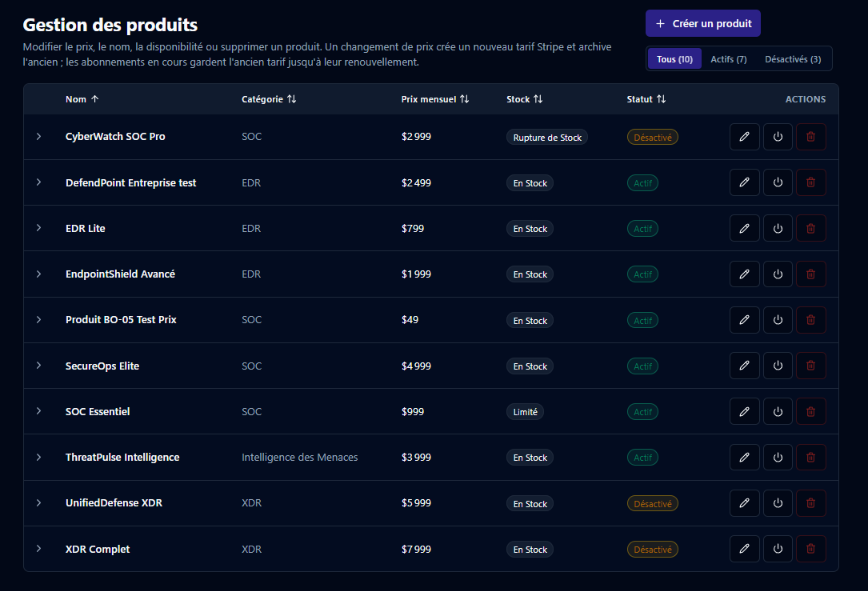 Gestion des produits
+ Créer un produit
Modifier le prix, le nom, la disponibilité ou supprimer un produit. Un changement de prix crée un nouveau tarif Stripe et archive
l'ancien ; les abonnements en cours gardent l'ancien tarif jusqu'à leur renouvellement.
Tous (10) Actifs (7) Désactivés (3)
Nom Catégorie Prix mensuel Stock Statut ACTIONS
CyberWatch SOC Pro SOC $2 999 Rupture de Stock Désactivé
DefendPoint Entreprise test EDR $2 499 En Stock Actif
EDR Lite EDR $799 En Stock Actif
EndpointShield Avancé EDR $1 999 En Stock Actif
Produit BO-05 Test Prix SOC $49 En Stock Actif
SecureOps Elite SOC $4 999 En Stock Actif
SOC Essentiel SOC $999 Limité Actif
ThreatPulse Intelligence Intelligence des Menaces $3 999 En Stock Actif
UnifiedDefense XDR XDR $5 999 En Stock Désactivé
XDR Complet XDR $7 999 En Stock Désactivé